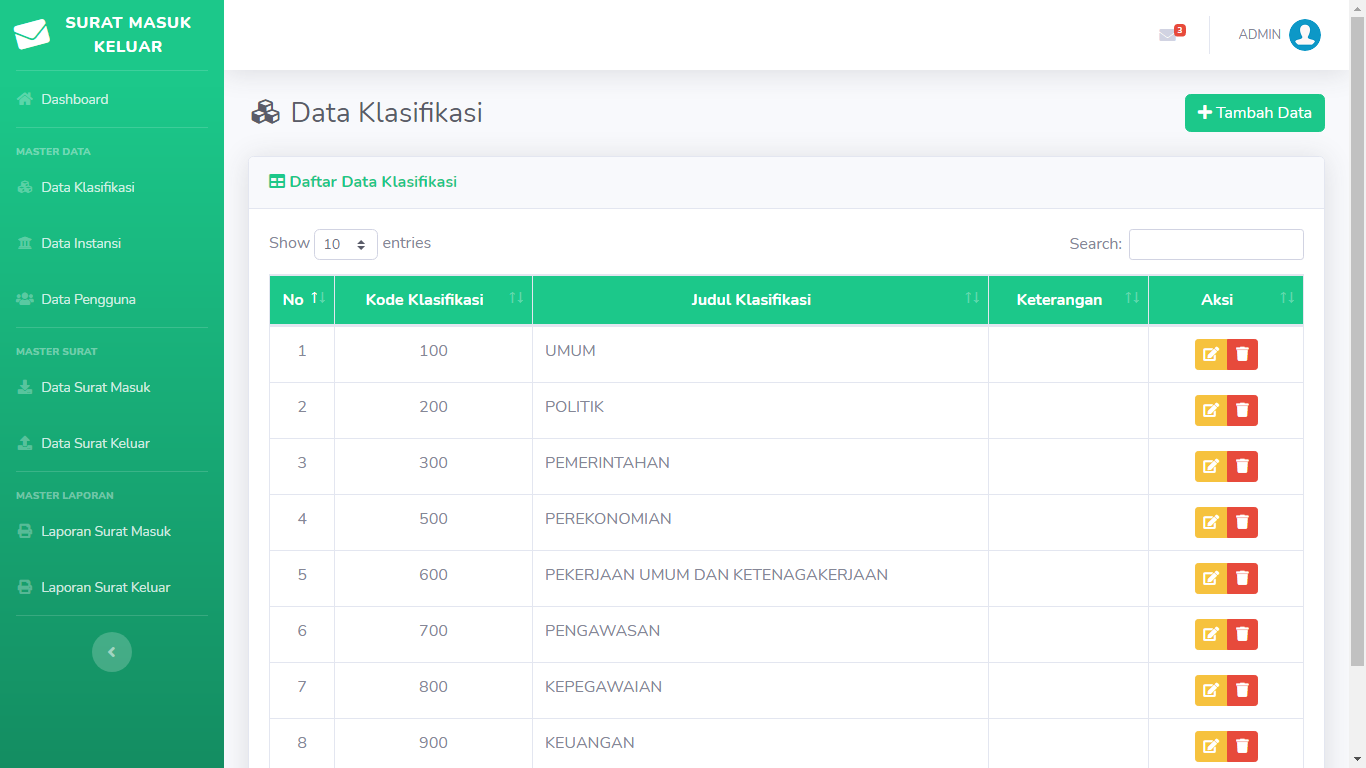 SURAT MASUK
KELUAR
3
ADMIN
Dashboard
MASTER DATA
Data Klasifikasi
Data Instansi
Data Pengguna
MASTER SURAT
Data Surat Masuk
Data Surat Keluar
MASTER LAPORAN
Laporan Surat Masuk
Laporan Surat Keluar
Data Klasifikasi
Tambah Data
Daftar Data Klasifikasi
Show 10 entries
Search:
No Kode Klasifikasi Judul Klasifikasi Keterangan Aksi
1 100 UMUM
2 200 POLITIK
3 300 PEMERINTAHAN
4 500 PEREKONOMIAN
5 600 PEKERJAAN UMUM DAN KETENAGAKERJAAN
6 700 PENGAWASAN
7 800 KEPEGAWAIAN
8 900 KEUANGAN